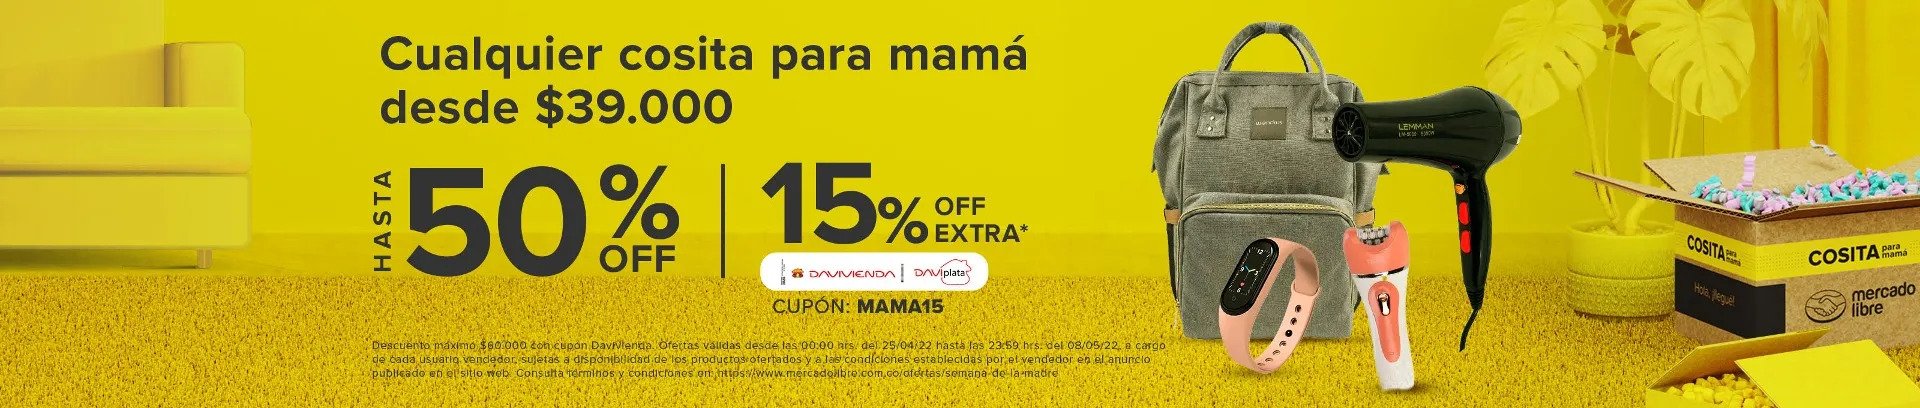 Cualquier cosita para mamá
desde $39.000
HASTA
50%
OFF
15% OFF
EXTRA*
DAVIVIENDA
DAVIplata
CUPÓN: MAMA15
Descuento máximo $60.000 con cupón Davivienda. Ofertas válidas desde las 00:00 hrs. del 25/04/22 hasta las 23:59 hrs. del 08/05/22, a cargo
de cada usuario vendedor, sujetas a disponibilidad de los productos ofertados y a las condiciones establecidas por el vendedor en el anuncio
publicado en el sitio web. Consulta términos y condiciones en: https://www.mercadolibre.com.co/ofertas/semana-de-la-madre
LEMMAN
COSITA para
mamá
COSITA para
mamá
Hola, ¡llegué!
mercado
libre